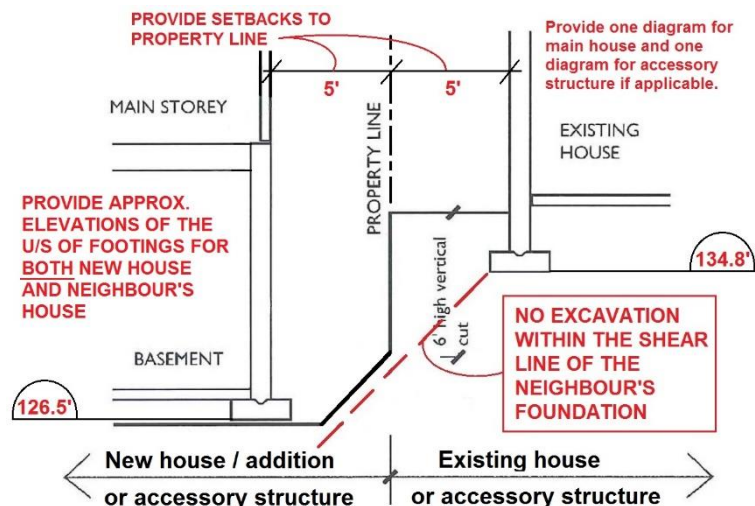 PROVIDE SETBACKS TO
PROPERTY LINE
Provide one diagram for
main house and one
diagram for accessory
structure if applicable.
5'
5'
MAIN STOREY
PROPERTY LINE
EXISTING
HOUSE
PROVIDE APPROX.
ELEVATIONS OF THE
U/S OF FOOTINGS FOR
BOTH NEW HOUSE
AND NEIGHBOUR'S
HOUSE
6' high vertical
cut
134.8'
NO EXCAVATION
WITHIN THE SHEAR
LINE OF THE
NEIGHBOUR'S
FOUNDATION
BASEMENT
126.5'
New house / addition
or accessory structure
Existing house
or accessory structure